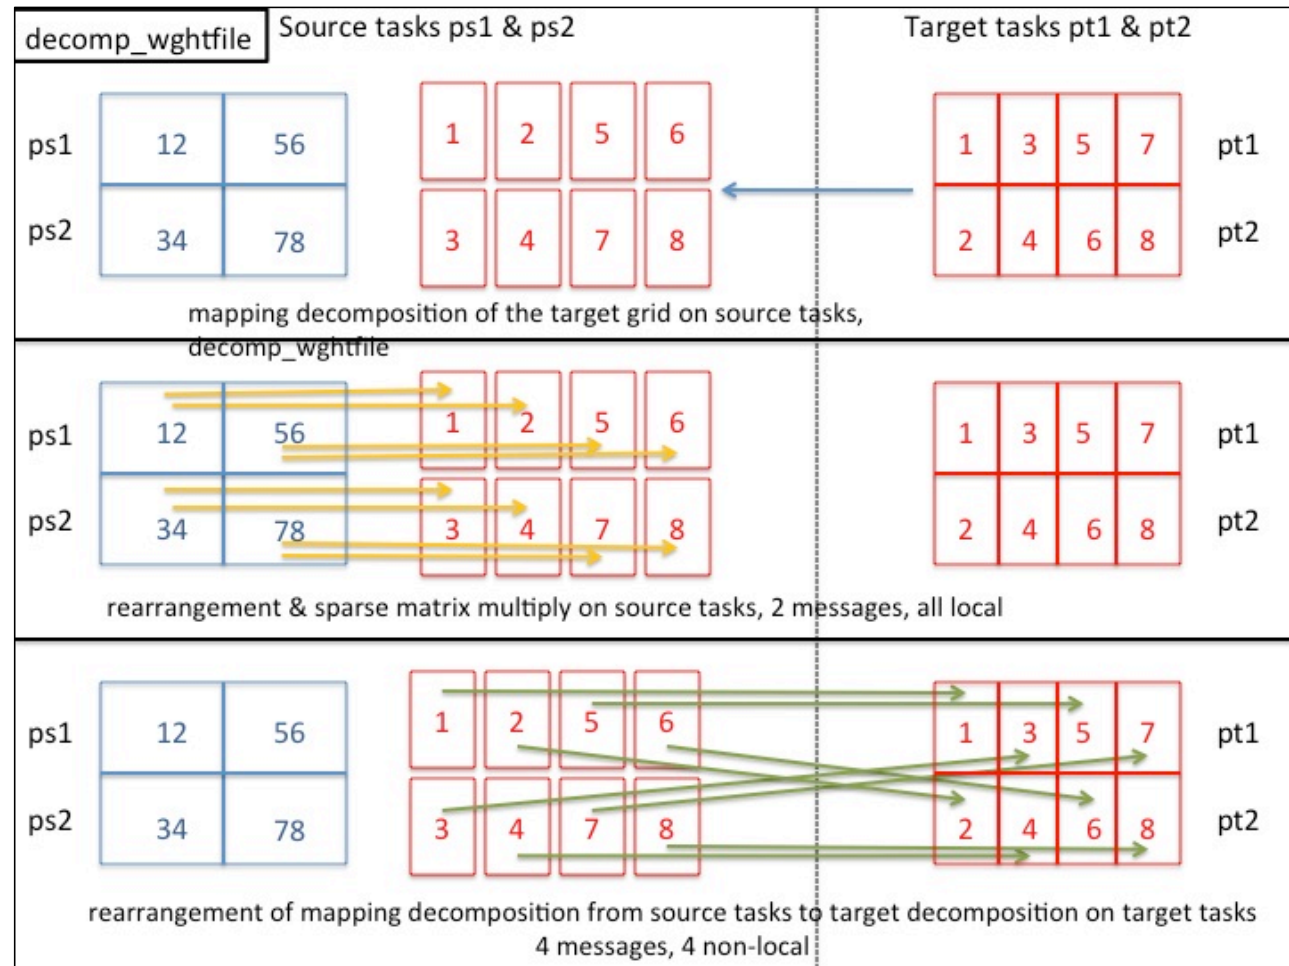 decomp_wghtfile
Source tasks ps1 & ps2
Target tasks pt1 & pt2
ps1 12 56 1 2 5 6 1 3 5 7 pt1
ps2 34 78 3 4 7 8 2 4 6 8 pt2
mapping decomposition of the target grid on source tasks,
decomp_wghtfile
ps1 12 56 1 2 5 6 1 3 5 7 pt1
ps2 34 78 3 4 7 8 2 4 6 8 pt2
rearrangement & sparse matrix multiply on source tasks, 2 messages, all local
ps1 12 56 1 2 5 6 1 3 5 7 pt1
ps2 34 78 3 4 7 8 2 4 6 8 pt2
rearrangement of mapping decomposition from source tasks to target decomposition on target tasks
4 messages, 4 non-local